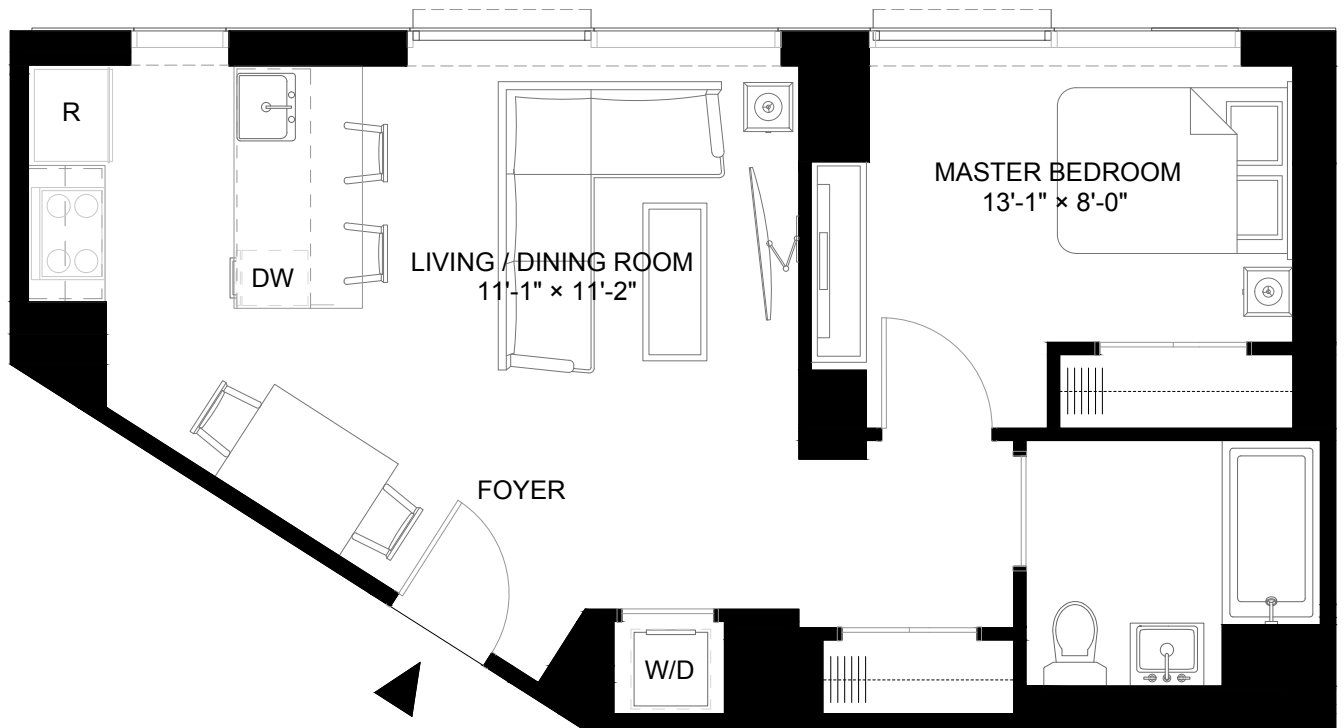 R
MASTER BEDROOM
13'-1" × 8'-0"
LIVING / DINING ROOM
11'-1" × 11'-2"
DW
FOYER
W/D